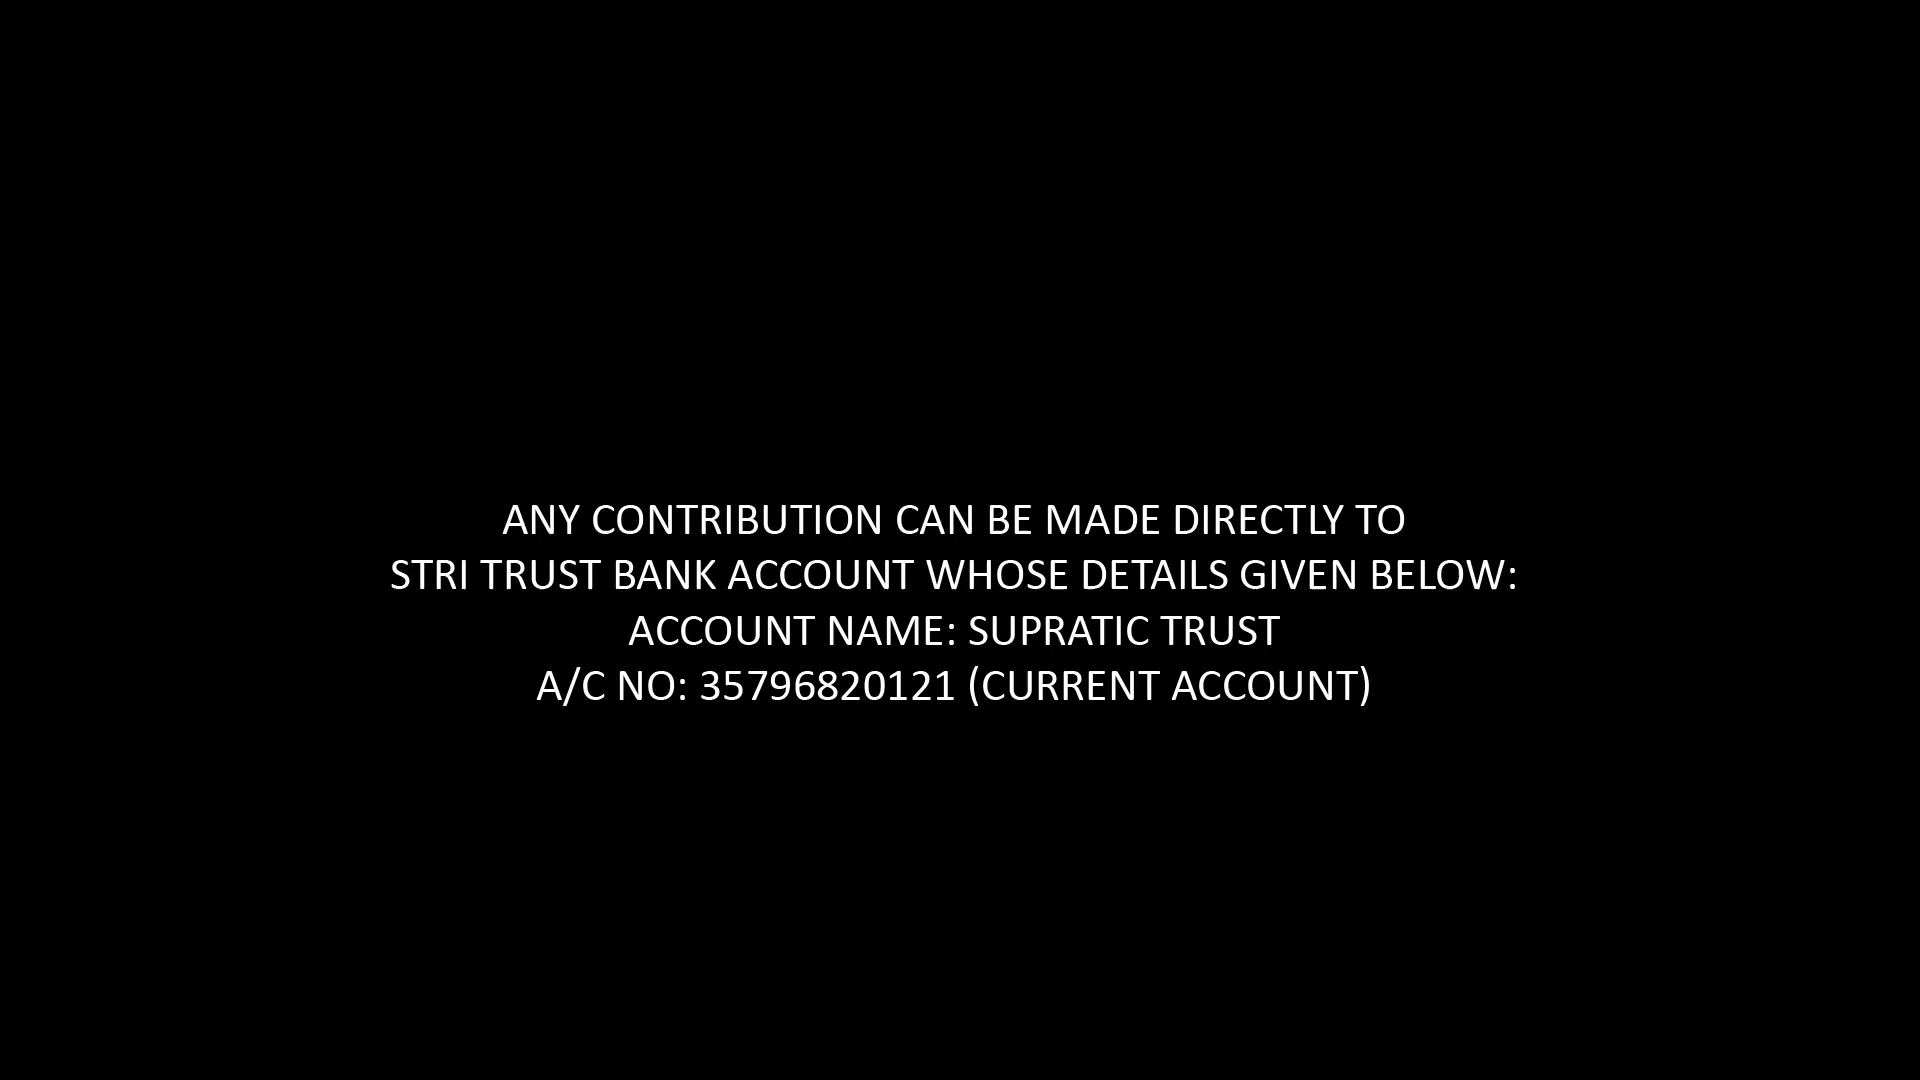 ANY CONTRIBUTION CAN BE MADE DIRECTLY TO
STRI TRUST BANK ACCOUNT WHOSE DETAILS GIVEN BELOW:
ACCOUNT NAME: SUPRATIC TRUST
A/C NO: 35796820121 (CURRENT ACCOUNT)